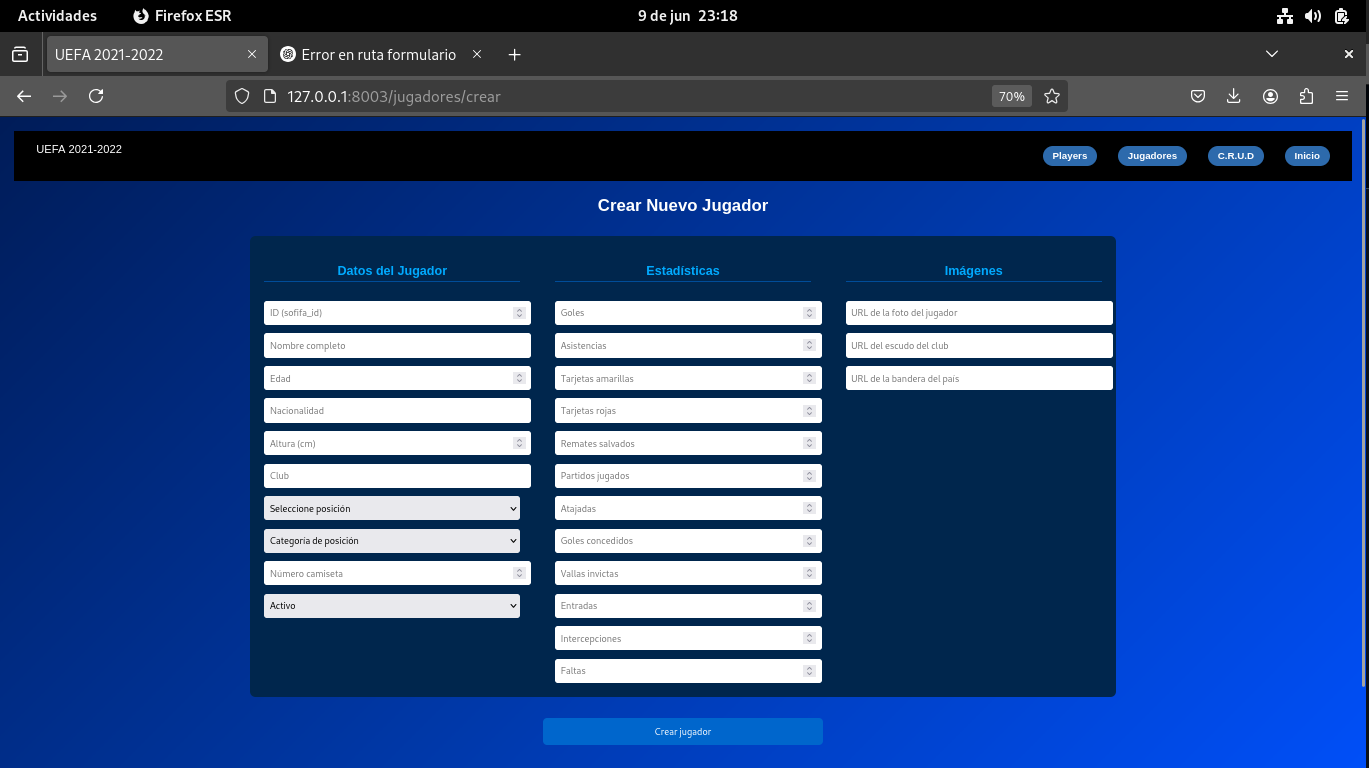 Actividades
Firefox ESR
9 de jun 23:18
UEFA 2021-2022
Error en ruta formulario
127.0.0.1:8003/jugadores/crear
70%
UEFA 2021-2022
Players
Jugadores
C.R.U.D
Inicio
Crear Nuevo Jugador
Datos del Jugador
ID (sofifa_id)
Nombre completo
Edad
Nacionalidad
Altura (cm)
Club
Seleccione posición
Categoría de posición
Número camiseta
Activo
Estadísticas
Goles
Asistencias
Tarjetas amarillas
Tarjetas rojas
Remates salvados
Partidos jugados
Atajadas
Goles concedidos
Vallas invictas
Entradas
Intercepciones
Faltas
Imágenes
URL de la foto del jugador
URL del escudo del club
URL de la bandera del país
Crear jugador